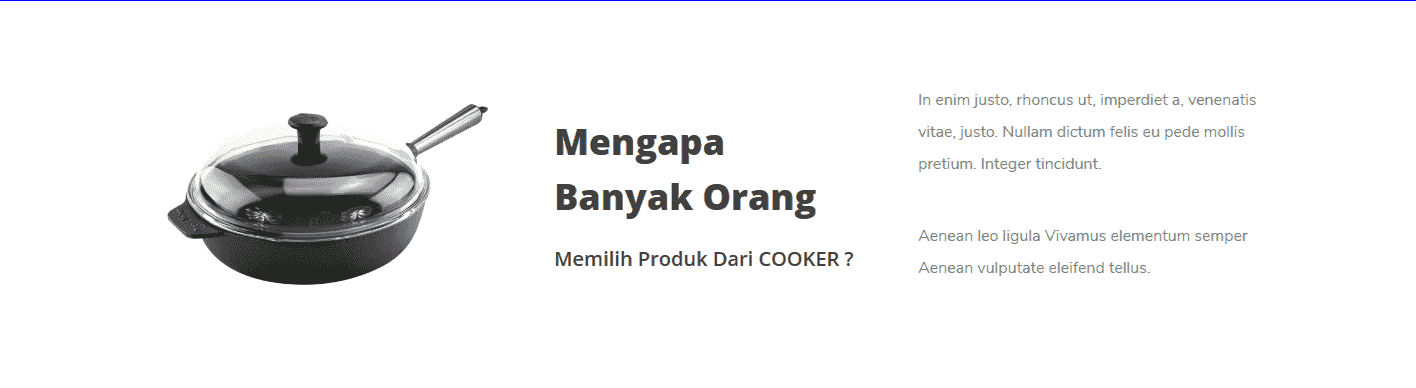 Mengapa
Banyak Orang
Memilih Produk Dari COOKER ?
In enim justo, rhoncus ut, imperdiet a, venenatis
vitae, justo. Nullam dictum felis eu pede mollis
pretium. Integer tincidunt.
Aenean leo ligula Vivamus elementum semper
Aenean vulputate eleifend tellus.